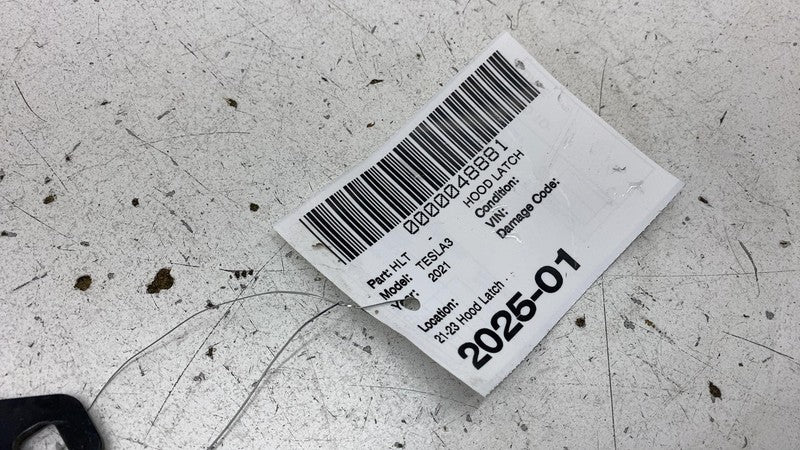 0000048881
Part: HLT - HOOD LATCH
Model: TESLA3 Condition:
Year: 2021 VIN:
Damage Code:
Location:
21-23 Hood Latch - -
2025-01